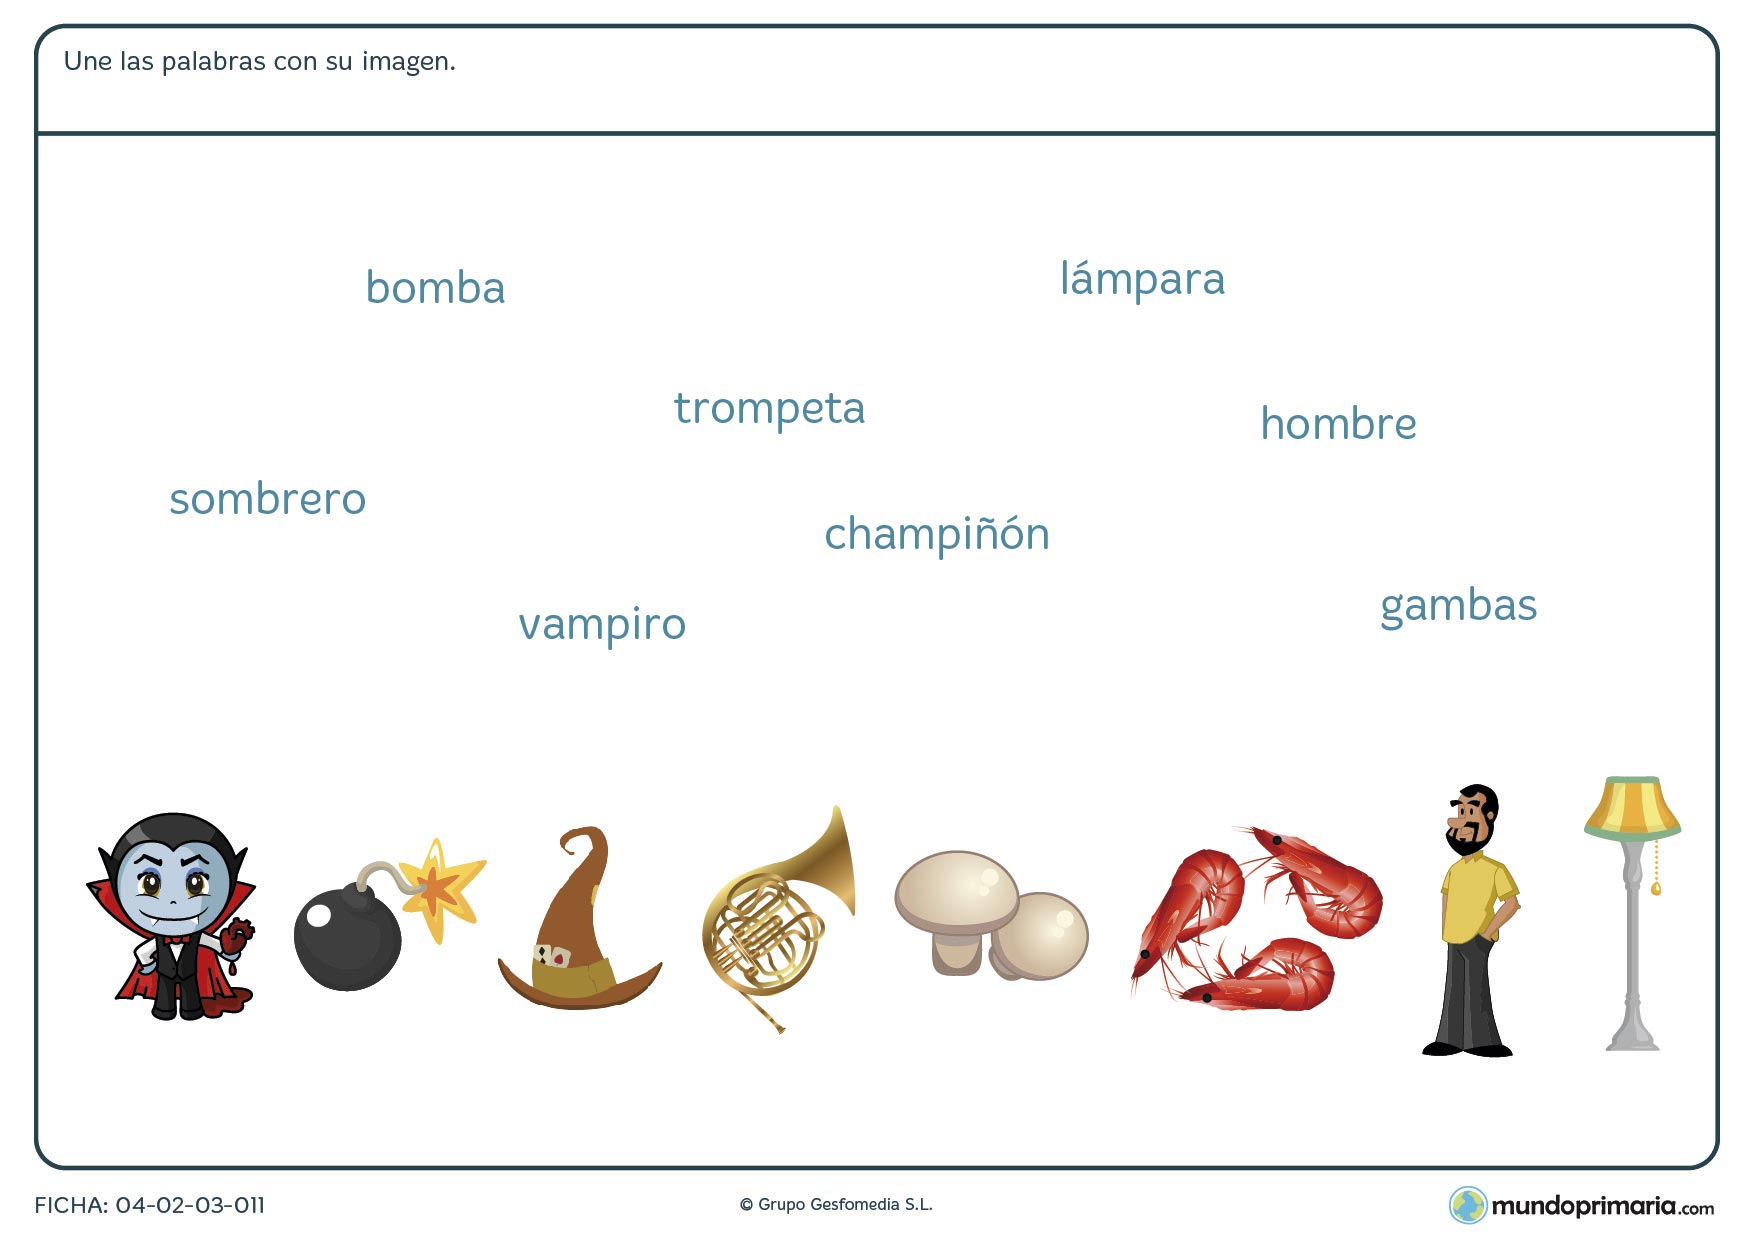 Une las palabras con su imagen.
bomba
lámpara
trompeta
hombre
sombrero
champiñón
vampiro
gambas
FICHA: 04-02-03-011
© Grupo Gesfomedia S.L.
mundoprimaria.com